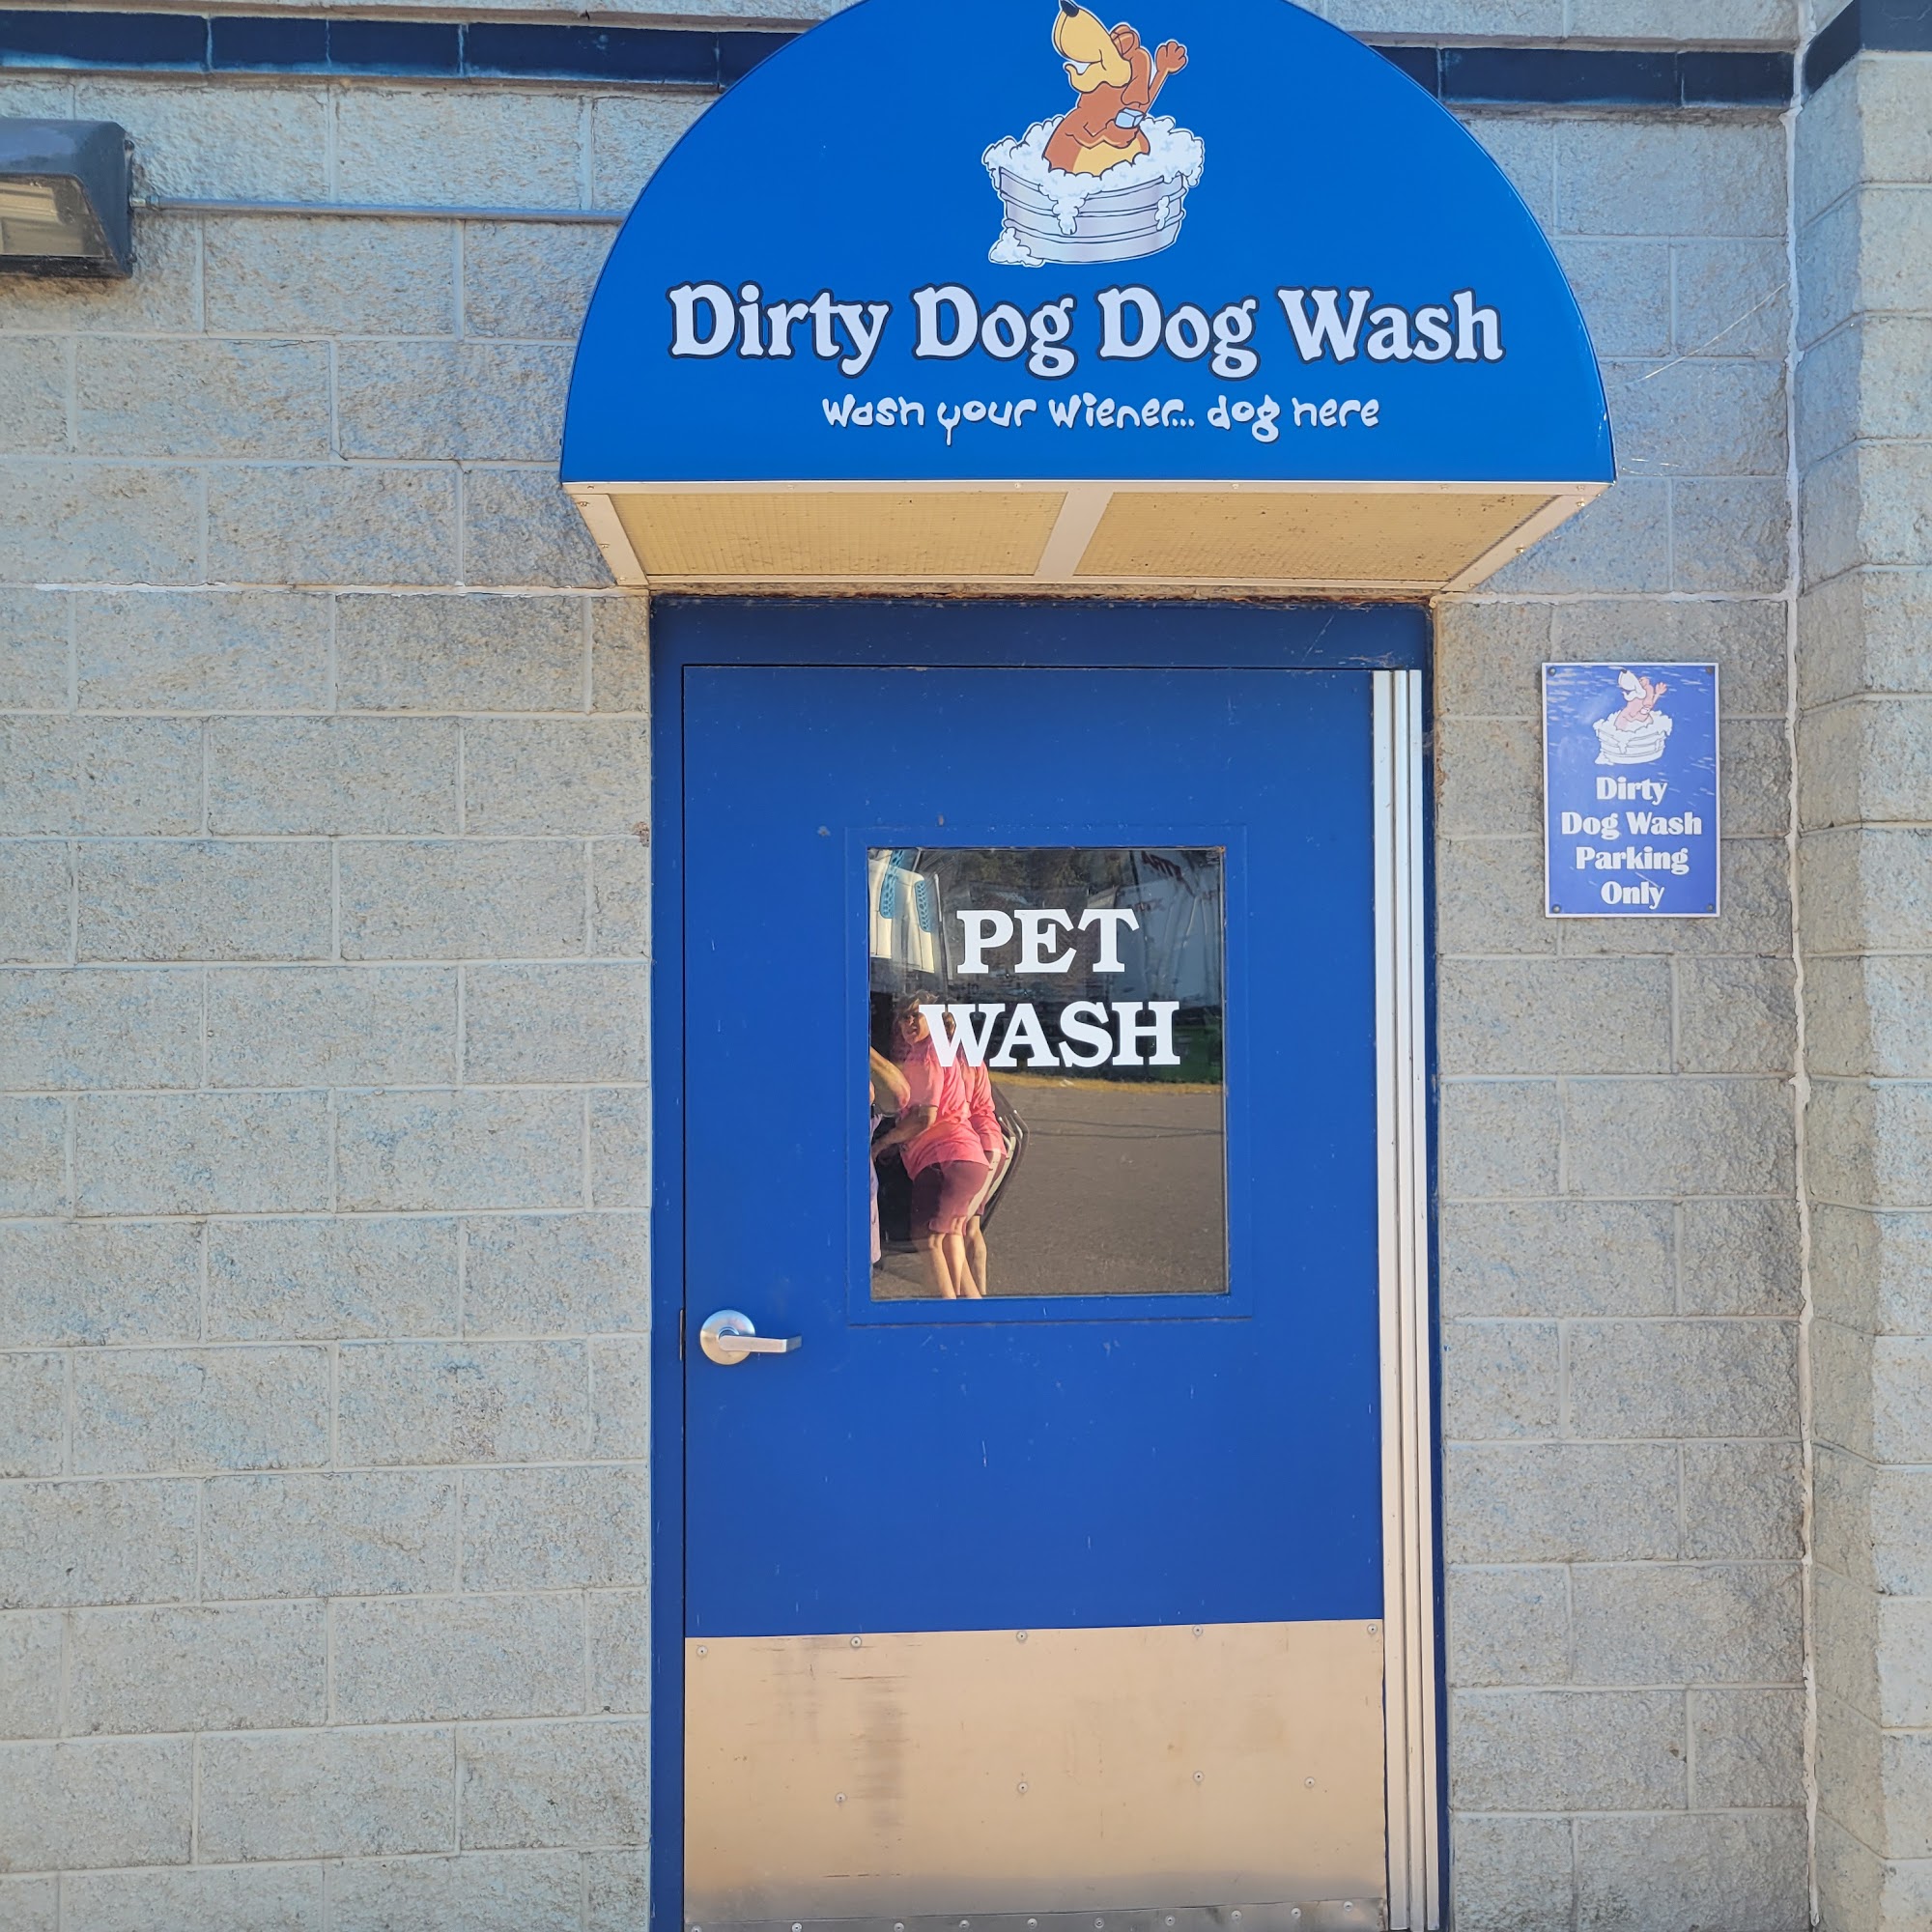 Dirty Dog Dog Wash
Wash your Wiener... dog here
Dirty
Dog Wash
Parking
Only
PET
WASH